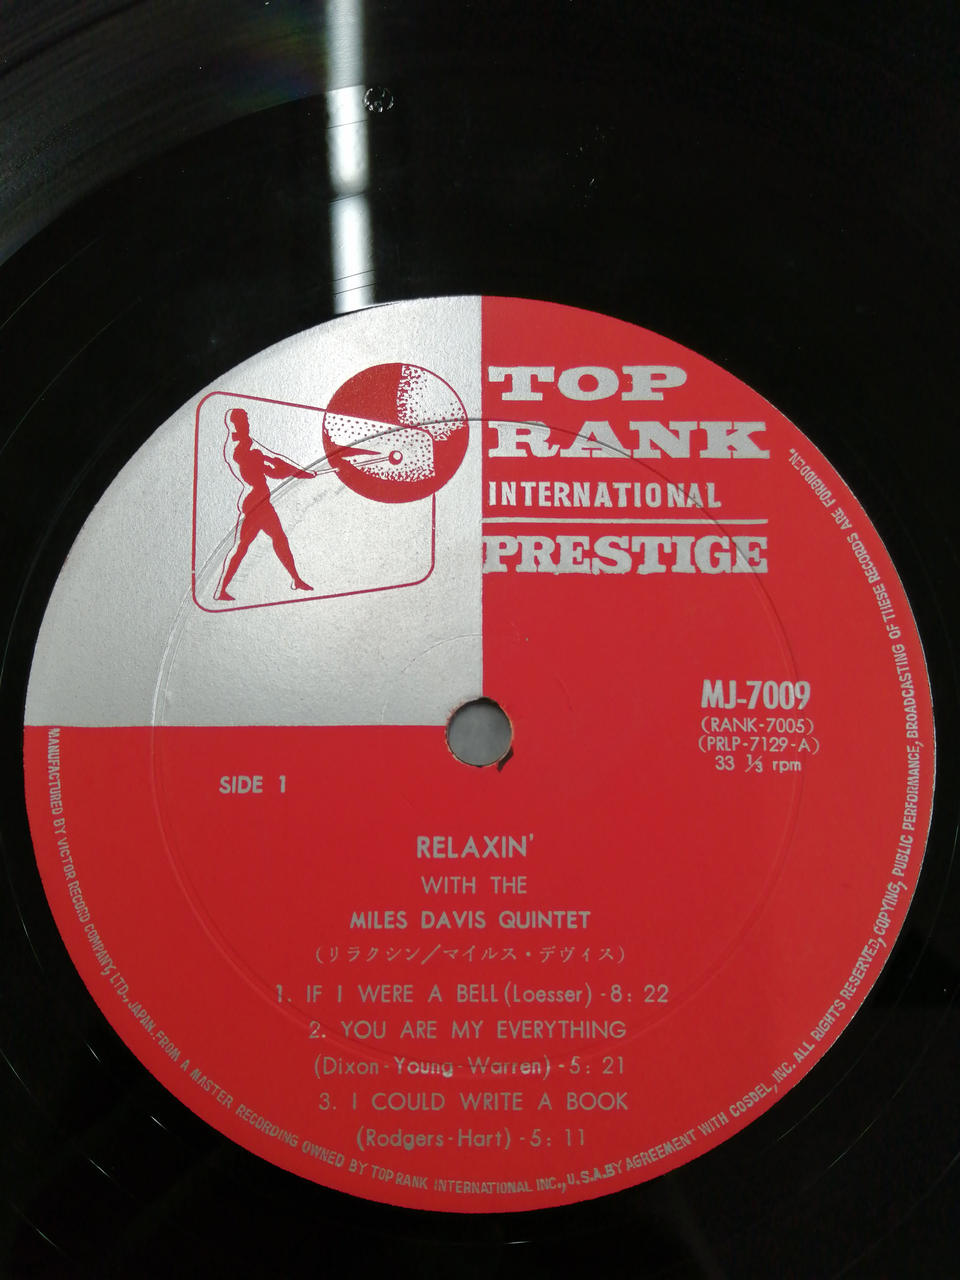 TOP
RANK
INTERNATIONAL
PRESTIGE
MJ-7009
(RANK-7005)
(PRLP-7129-A)
33 ⅓ rpm
SIDE 1
RELAXIN'
WITH THE
MILES DAVIS QUINTET
(リラクシン/マイルス・デヴィス)
1. IF I WERE A BELL (Loesser) - 8: 22
2. YOU ARE MY EVERYTHING
(Dixon-Young-Warren) - 5: 21
3. I COULD WRITE A BOOK
(Rodgers-Hart) - 5: 11
MANUFACTURED BY VICTOR RECORD COMPANY, LTD., JAPAN. FROM A MASTER RECORDING OWNED BY TOP RANK INTERNATIONAL INC., U.S.A. BY AGREEMENT WITH COSDEL, INC. ALL RIGHTS RESERVED, COPYING, PUBLIC PERFORMANCE, BROADCASTING OF THESE RECORDS ARE FORBIDDEN.